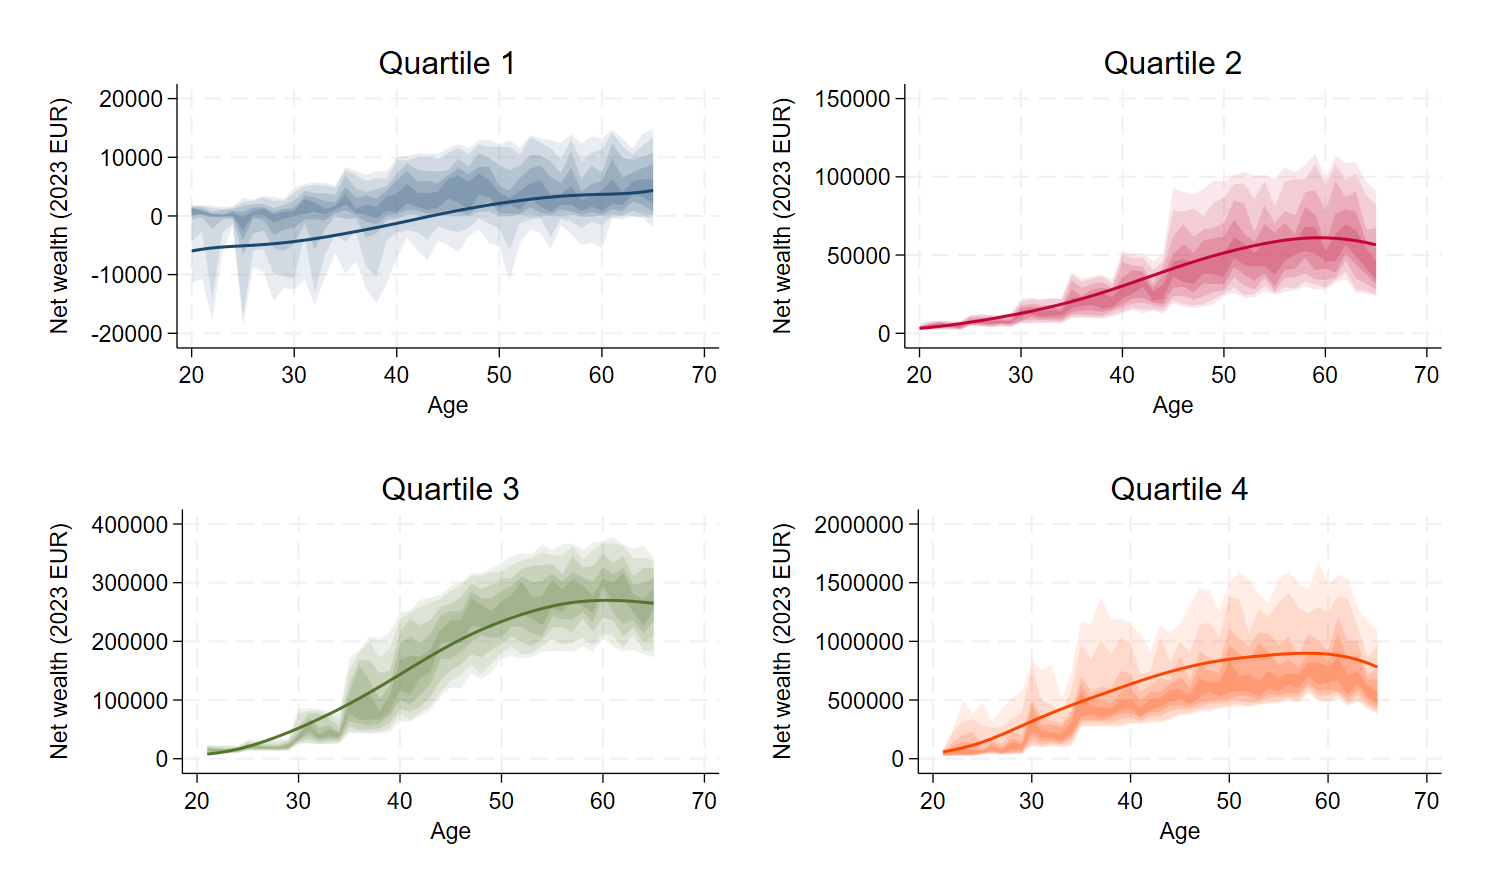 Quartile 1
Net wealth (2023 EUR)
20000
10000
0
-10000
-20000
20 30 40 50 60 70
Age
Quartile 2
Net wealth (2023 EUR)
150000
100000
50000
0
20 30 40 50 60 70
Age
Quartile 3
Net wealth (2023 EUR)
400000
300000
200000
100000
0
20 30 40 50 60 70
Age
Quartile 4
Net wealth (2023 EUR)
2000000
1500000
1000000
500000
0
20 30 40 50 60 70
Age